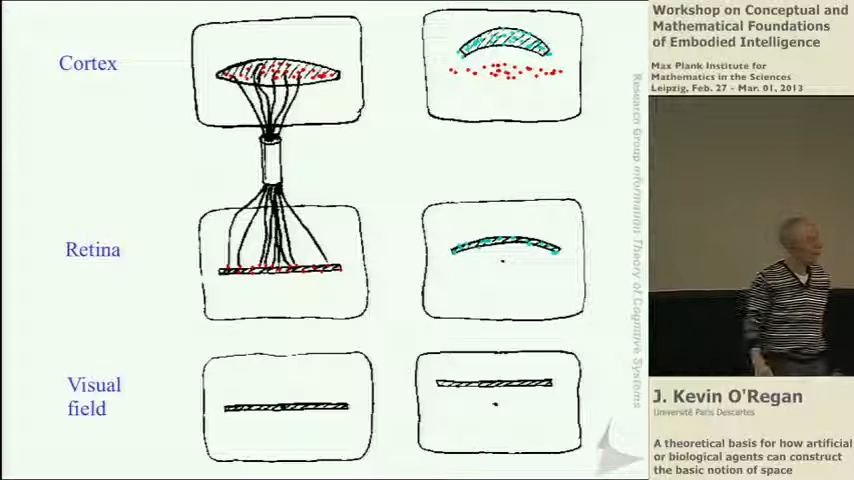 Cortex
Retina
Visual
field
Research Group Information Theory of Cognitive Systems
Workshop on Conceptual and
Mathematical Foundations
of Embodied Intelligence
Max Plank Institute for
Mathematics in the Sciences
Leipzig, Feb. 27 - Mar. 01, 2013
J. Kevin O'Regan
Université Paris Descartes
A theoretical basis for how artificial
or biological agents can construct
the basic notion of space